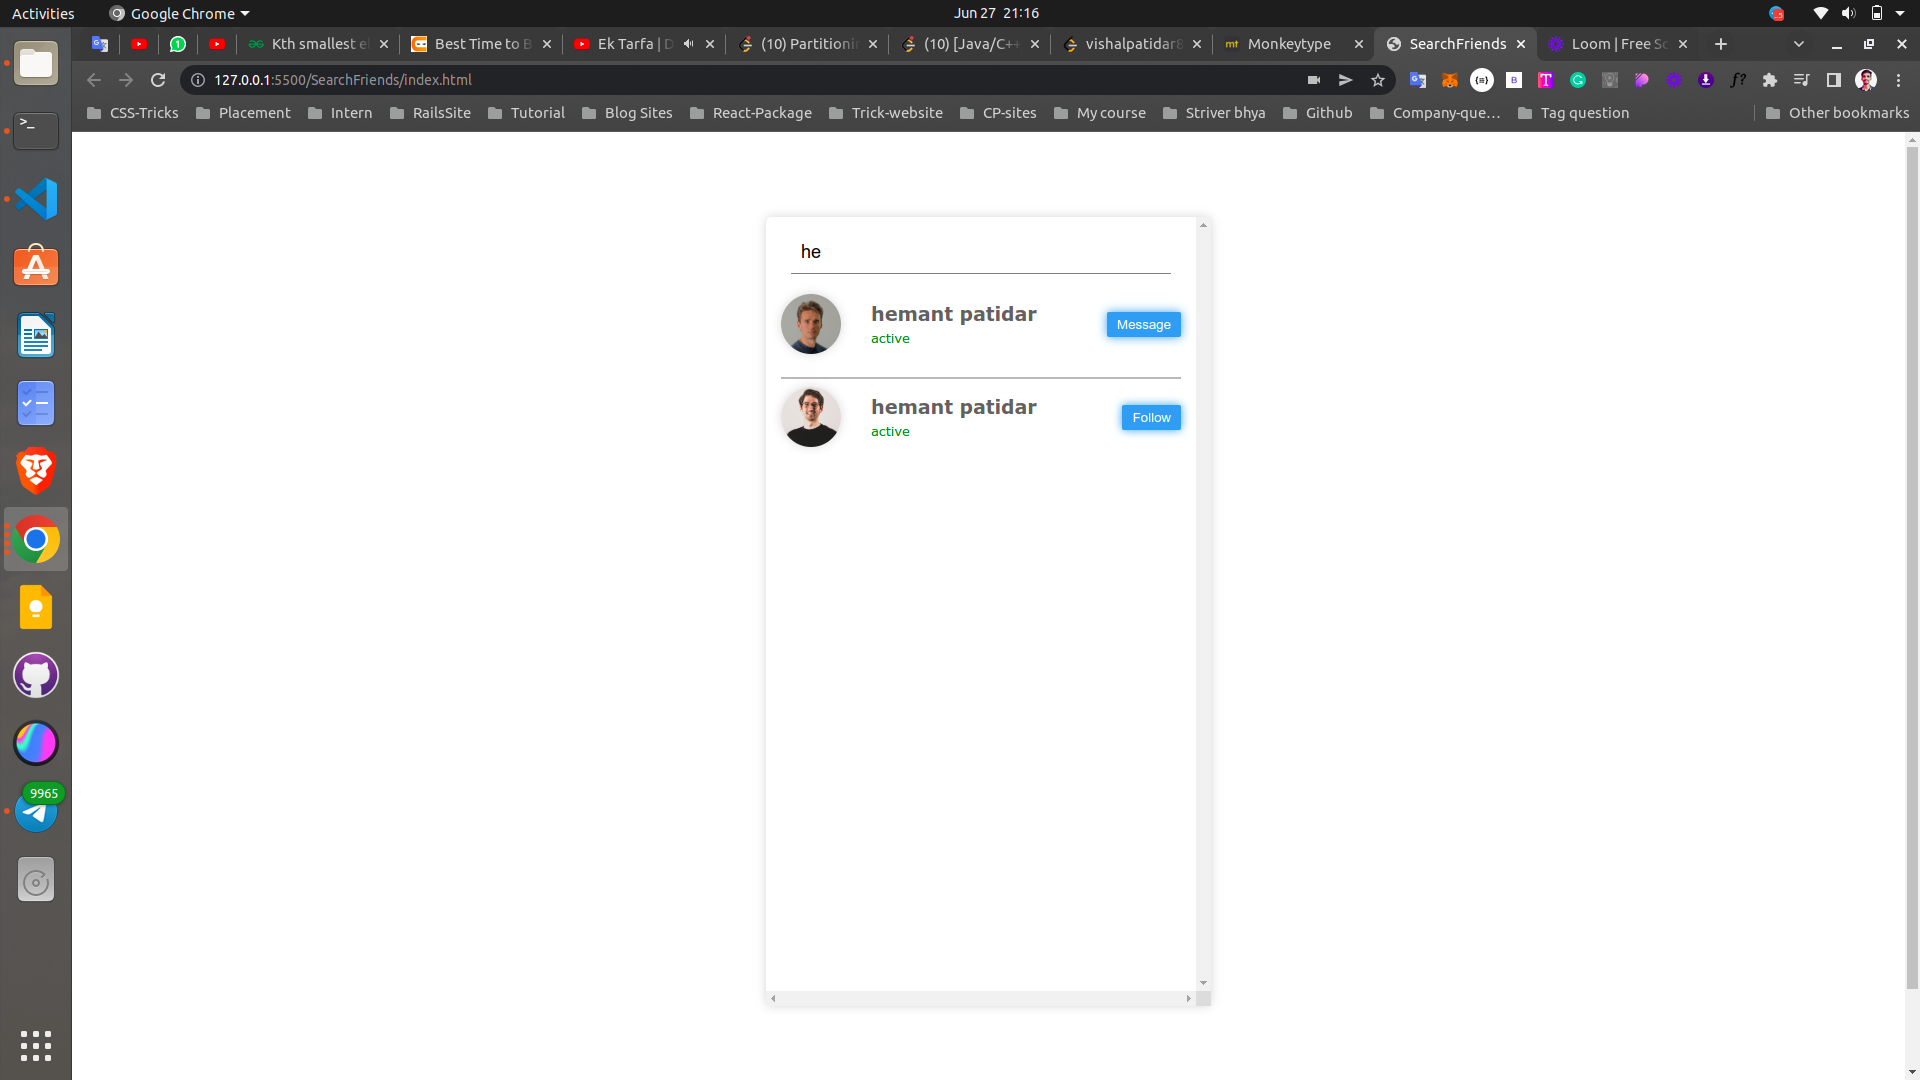 Activities
Google Chrome
Jun 27 21:16
1
Kth smallest el
Best Time to B
Ek Tarfa | D
(10) Partitionin
(10) [Java/C++
vishalpatidar8
mt
Monkeytype
SearchFriends
Loom | Free Sc
127.0.0.1:5500/SearchFriends/index.html
CSS-Tricks
Placement
Intern
RailsSite
Tutorial
Blog Sites
React-Package
Trick-website
CP-sites
My course
Striver bhya
Github
Company-que...
Tag question
Other bookmarks
he
hemant patidar
active
Message
hemant patidar
active
Follow
9965